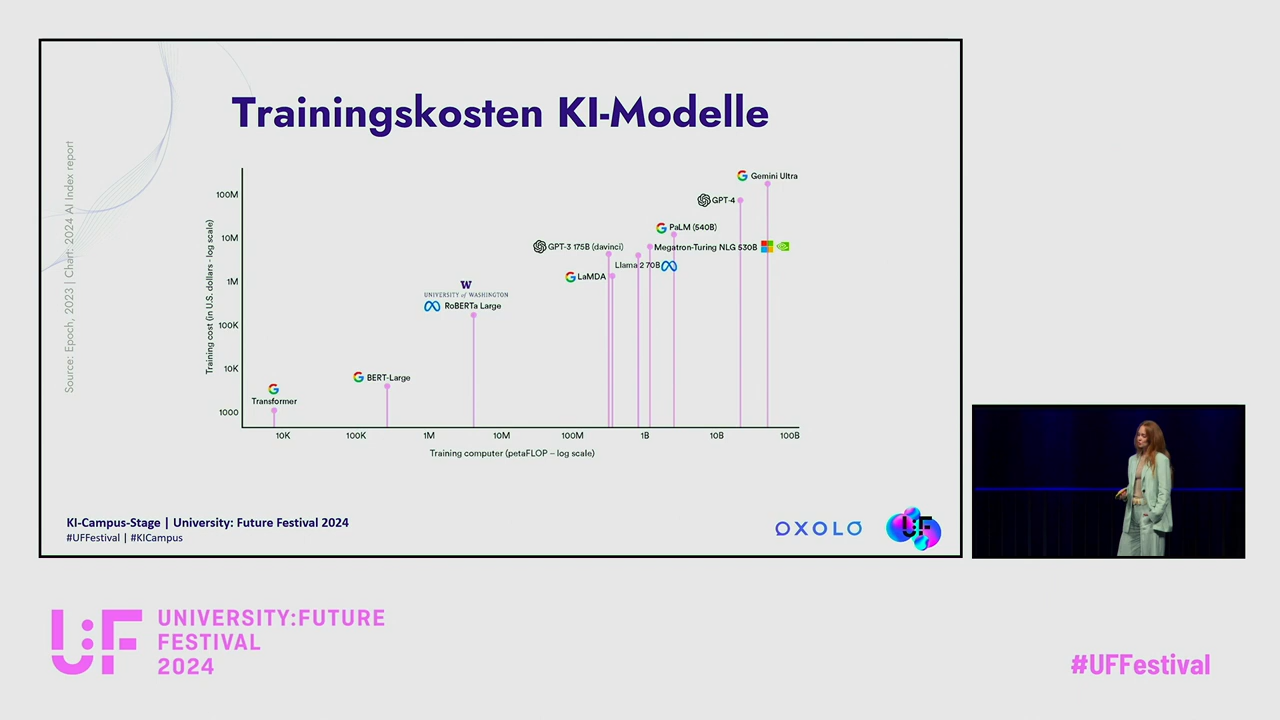 Trainingskosten KI-Modelle
Source: Epoch, 2023 | Chart: 2024 AI Index report
Training cost (in U.S. dollars - log scale)
100M
10M
1M
100K
10K
1000
Transformer
BERT-Large
W
UNIVERSITY of WASHINGTON
RoBERTa Large
GPT-3 175B (davinci)
LaMDA
Llama 2 70B
Megatron-Turing NLG 530B
PaLM (540B)
GPT-4
Gemini Ultra
10K
100K
1M
10M
100M
1B
10B
100B
Training computer (petaFLOP – log scale)
KI-Campus-Stage | University: Future Festival 2024
#UFFestival | #KICampus
OXOLO
U:F
U:F
UNIVERSITY:FUTURE
FESTIVAL
2024
#UFFestival